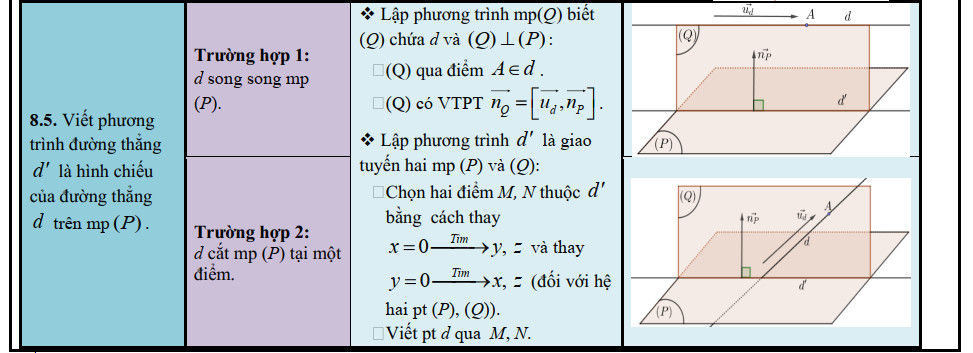 8.5. Viết phương
trình đường thẳng
d′ là hình chiếu
của đường thẳng
d trên mp (P).
Trường hợp 1:
d song song mp
(P).
Trường hợp 2:
d cắt mp (P) tại một
điểm.
❖ Lập phương trình mp(Q) biết
(Q) chứa d và (Q) ⊥ (P):
□(Q) qua điểm A ∈ d .
□(Q) có VTPT n_Q→ = [u_d→, n_P→].
❖ Lập phương trình d′ là giao
tuyến hai mp (P) và (Q):
□Chọn hai điểm M, N thuộc d′
bằng cách thay
x = 0 —Tìm→ y, z và thay
y = 0 —Tìm→ x, z (đối với hệ
hai pt (P), (Q)).
□Viết pt d qua M, N.
u_d→ A d
(Q)
n_P→
d′
(P)
(Q)
A
n_P→ u_d→
d
d′
(P)